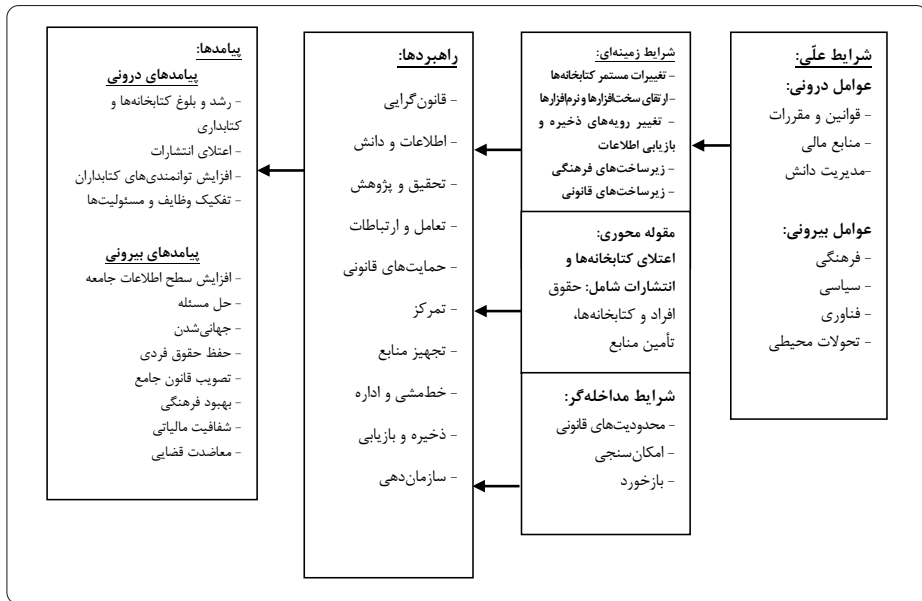 شرایط علّی:
عوامل درونی:
- قوانین و مقررات
- منابع مالی
-مدیریت دانش
عوامل بیرونی:
- فرهنگی
- سیاسی
- فناوری
- تحولات محیطی
شرایط زمینه‌ای:
- تغییرات مستمر کتابخانه‌ها
-ارتقای سخت‌افزارها و نرم‌افزارها
- تغییر رویه‌های ذخیره و
بازیابی اطلاعات
- زیرساخت‌های فرهنگی
- زیرساخت‌های قانونی
مقوله محوری:
اعتلای کتابخانه‌ها و
انتشارات شامل: حقوق
افراد و کتابخانه‌ها،
تأمین منابع
شرایط مداخله‌گر:
- محدودیت‌های قانونی
- امکان‌سنجی
- بازخورد
راهبردها:
- قانون‌گرایی
- اطلاعات و دانش
- تحقیق و پژوهش
- تعامل و ارتباطات
- حمایت‌های قانونی
- تمرکز
- تجهیز منابع
- خط‌مشی و اداره
- ذخیره و بازیابی
- سازمان‌دهی
پیامدها:
پیامدهای درونی
- رشد و بلوغ کتابخانه‌ها و
کتابداری
- اعتلای انتشارات
- افزایش توانمندی‌های کتابداران
- تفکیک وظایف و مسئولیت‌ها
پیامدهای بیرونی
- افزایش سطح اطلاعات جامعه
- حل مسئله
- جهانی‌شدن
- حفظ حقوق فردی
- تصویب قانون جامع
- بهبود فرهنگی
- شفافیت مالیاتی
- معاضدت قضایی